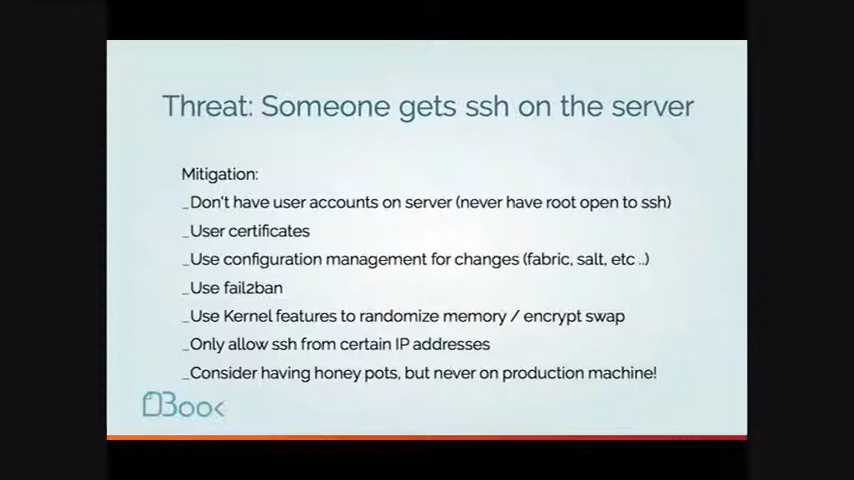 Threat: Someone gets ssh on the server
Mitigation:
_Don't have user accounts on server (never have root open to ssh)
_User certificates
_Use configuration management for changes (fabric, salt, etc ..)
_Use fail2ban
_Use Kernel features to randomize memory / encrypt swap
_Only allow ssh from certain IP addresses
_Consider having honey pots, but never on production machine!
DBook